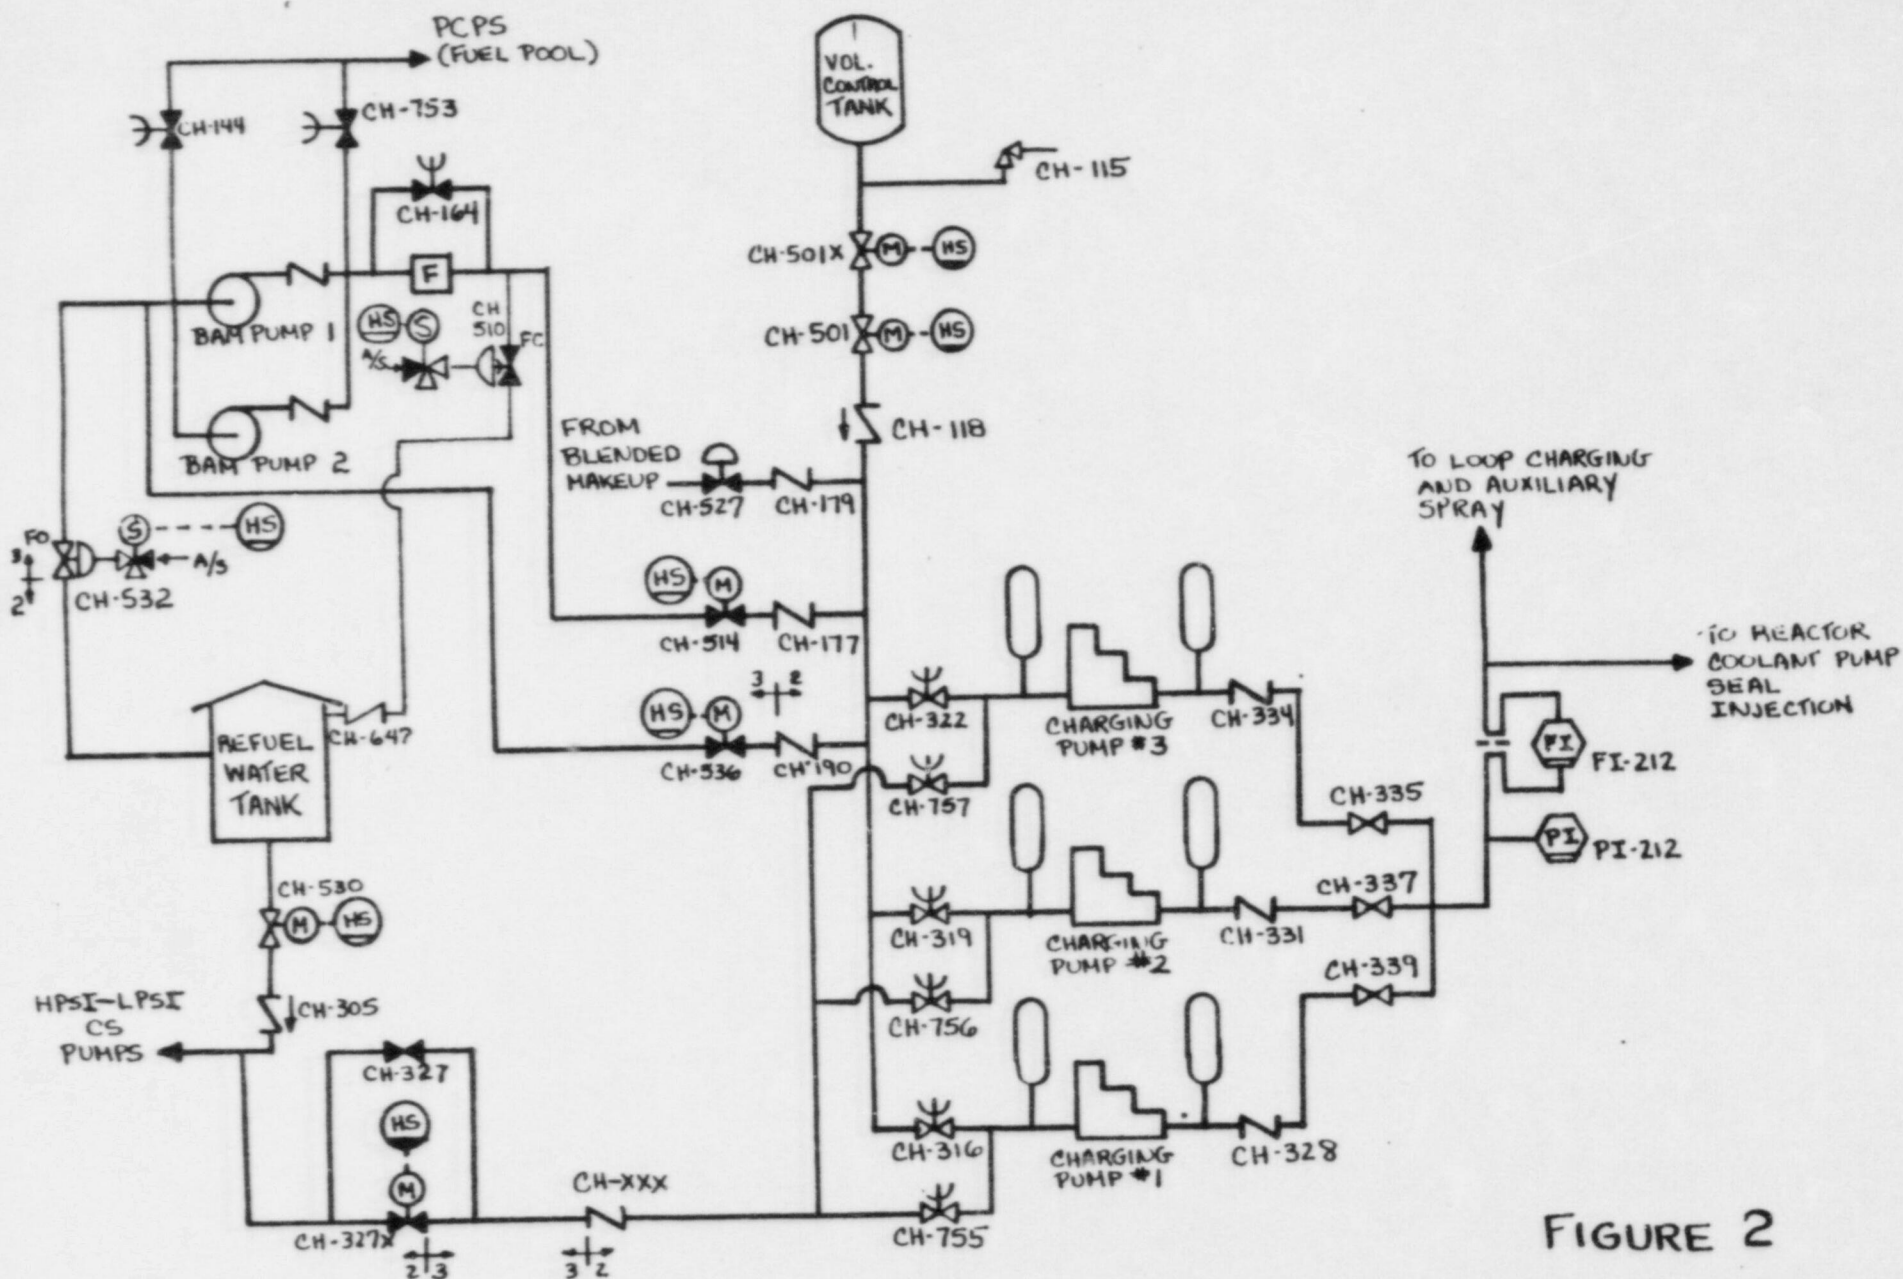 PCPS
(FUEL POOL)
CH-144
CH-753
CH-164
F
BAM PUMP 1
HS
S
CH
510
FC
A/S
BAM PUMP 2
VOL.
CONTROL
TANK
CH-115
CH-501X
M
HS
CH-501
M
HS
CH-118
FROM
BLENDED
MAKEUP
CH-527
CH-179
FO
S
HS
A/S
3
2
CH-532
HS
M
CH-514
CH-177
3 2
HS
M
CH-536
CH-190
REFUEL
WATER
TANK
CH-647
CH-530
M
HS
CH-305
HPSI-LPSI
CS
PUMPS
CH-327
HS
M
CH-327X
2 3
CH-XXX
3 2
CH-322
CHARGING
PUMP #3
CH-334
CH-757
CH-319
CHARGING
PUMP #2
CH-331
CH-756
CH-316
CHARGING
PUMP #1
CH-328
CH-755
CH-335
CH-337
CH-339
TO LOOP CHARGING
AND AUXILIARY
SPRAY
TO REACTOR
COOLANT PUMP
SEAL
INJECTION
FI
FI-212
PI
PI-212
FIGURE 2